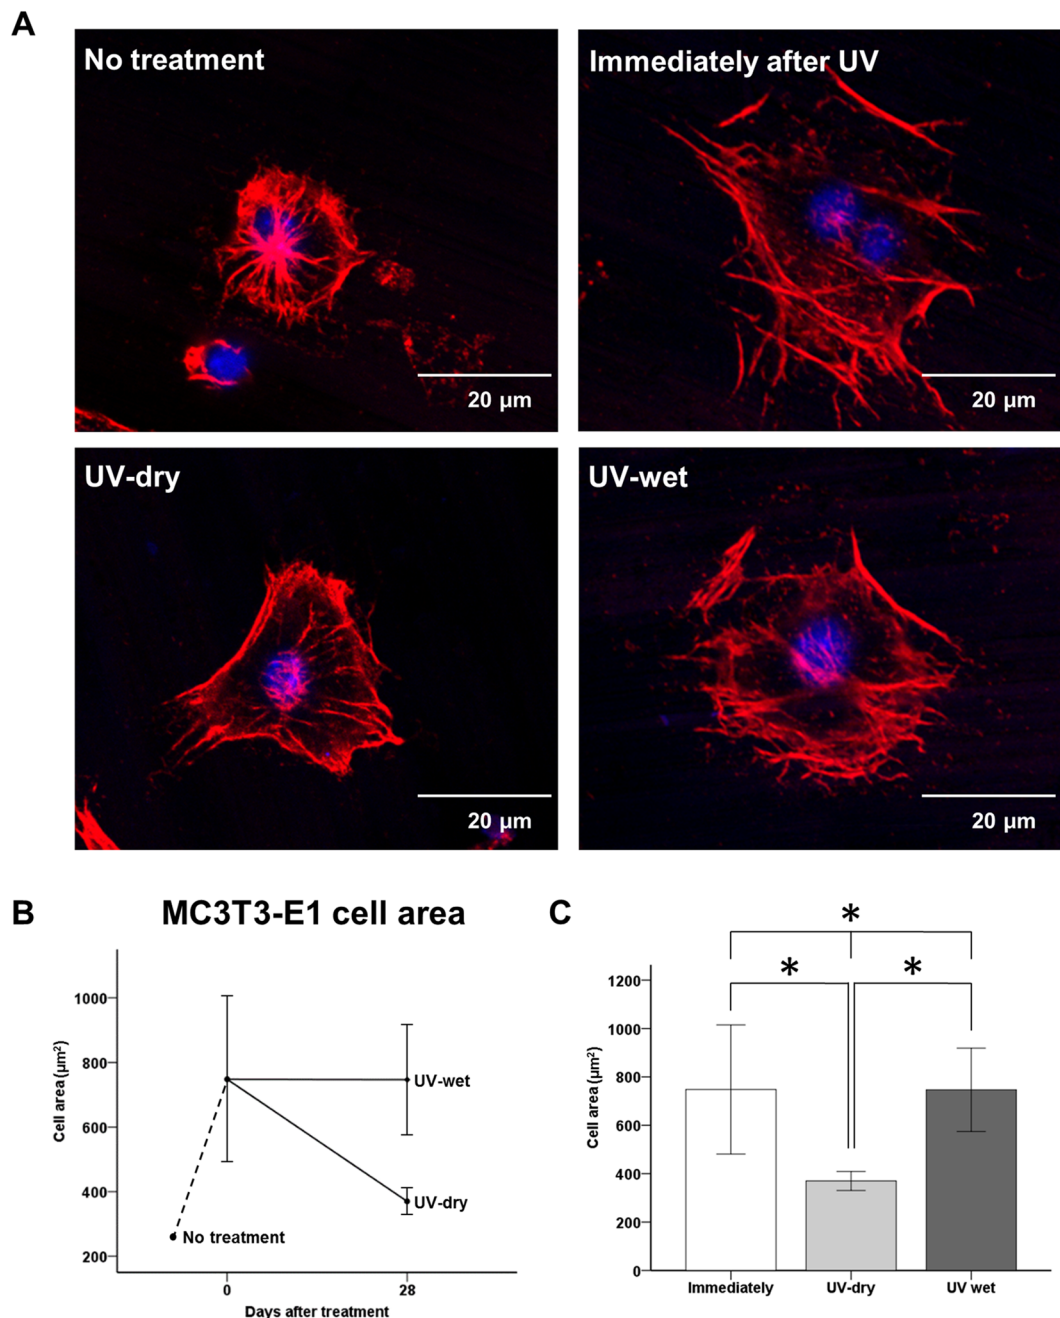 A
No treatment
20 µm
Immediately after UV
20 µm
UV-dry
20 µm
UV-wet
20 µm
B
MC3T3-E1 cell area
Cell area (µm²)
1000
800
600
400
200
UV-wet
UV-dry
No treatment
0
28
Days after treatment
C
*
*
*
Cell area (µm²)
1200
1000
800
600
400
200
0
Immediately
UV-dry
UV wet